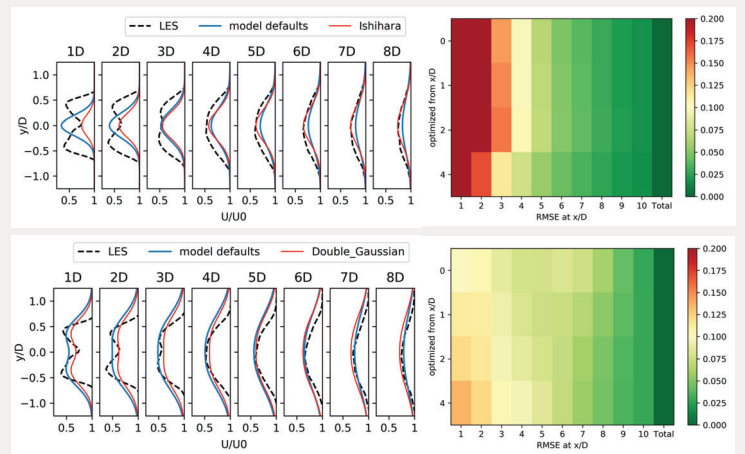 LES model defaults Ishihara
1D 2D 3D 4D 5D 6D 7D 8D
y/D
1.0
0.5
0.0
−0.5
−1.0
0.5 1 0.5 1 0.5 1 0.5 1 0.5 1 0.5 1 0.5 1 0.5 1
U/U0
optimized from x/D
0
1
2
4
1 2 3 4 5 6 7 8 9 10 Total
RMSE at x/D
0.200
0.175
0.150
0.125
0.100
0.075
0.050
0.025
0.000
LES model defaults Double_Gaussian
1D 2D 3D 4D 5D 6D 7D 8D
y/D
1.0
0.5
0.0
−0.5
−1.0
0.5 1 0.5 1 0.5 1 0.5 1 0.5 1 0.5 1 0.5 1 0.5 1
U/U0
optimized from x/D
0
1
2
4
1 2 3 4 5 6 7 8 9 10 Total
RMSE at x/D
0.200
0.175
0.150
0.125
0.100
0.075
0.050
0.025
0.000